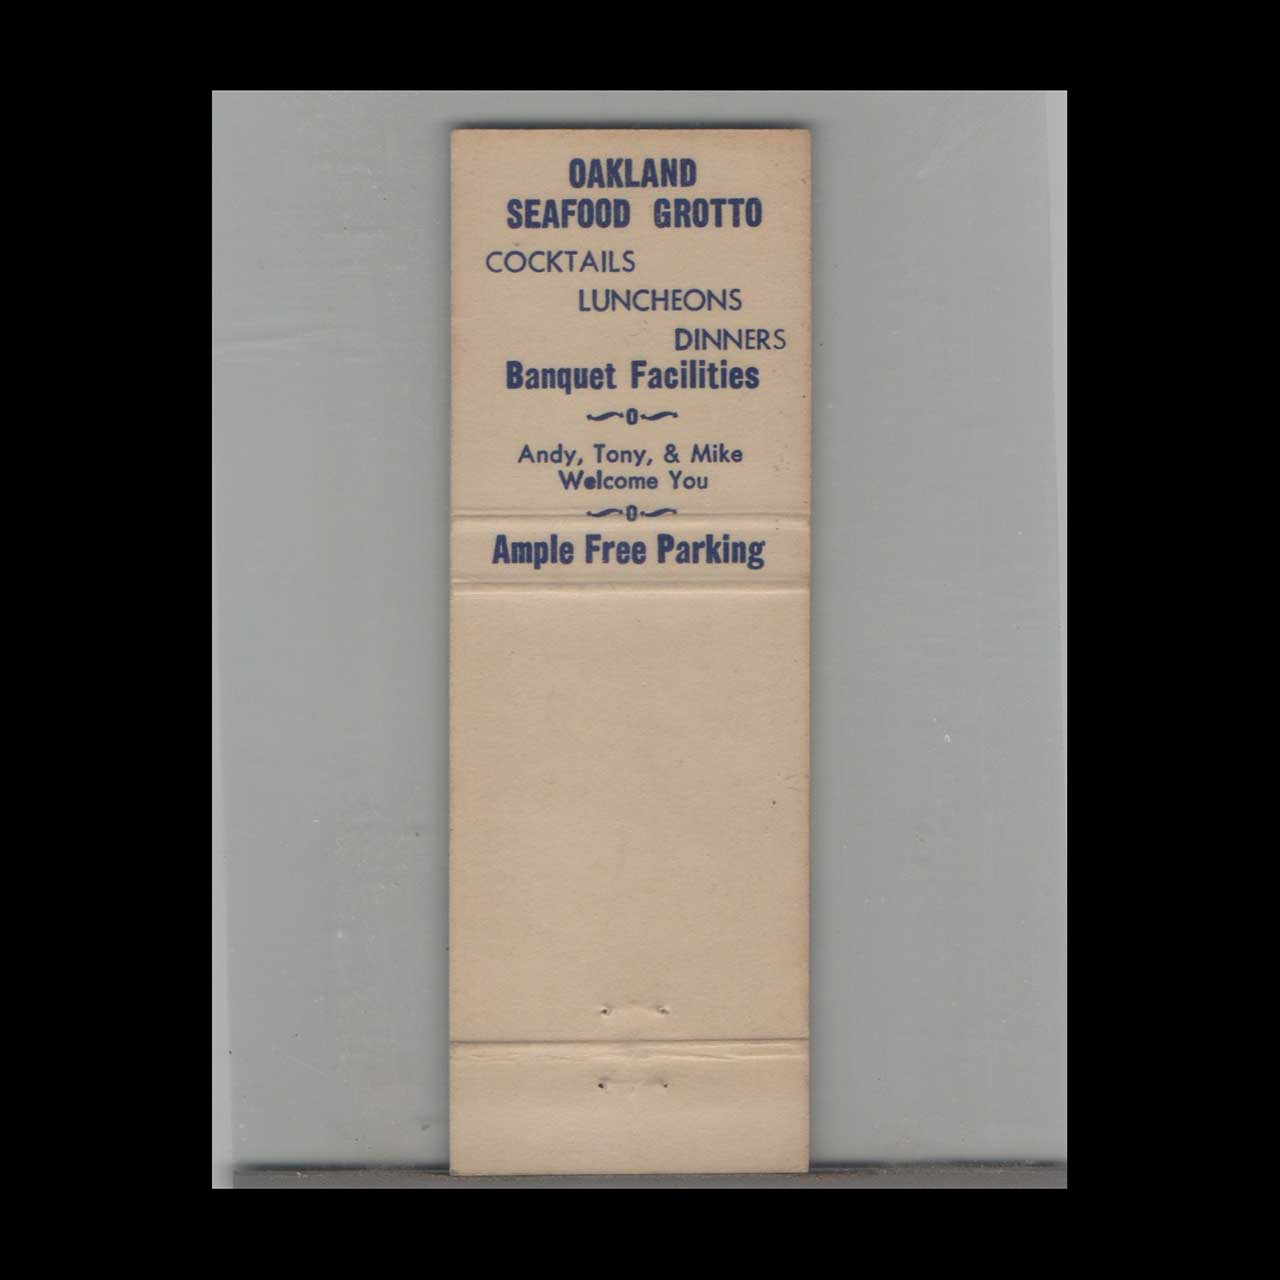 OAKLAND
SEAFOOD GROTTO
COCKTAILS
LUNCHEONS
DINNERS
Banquet Facilities
Andy, Tony, & Mike
Welcome You
Ample Free Parking